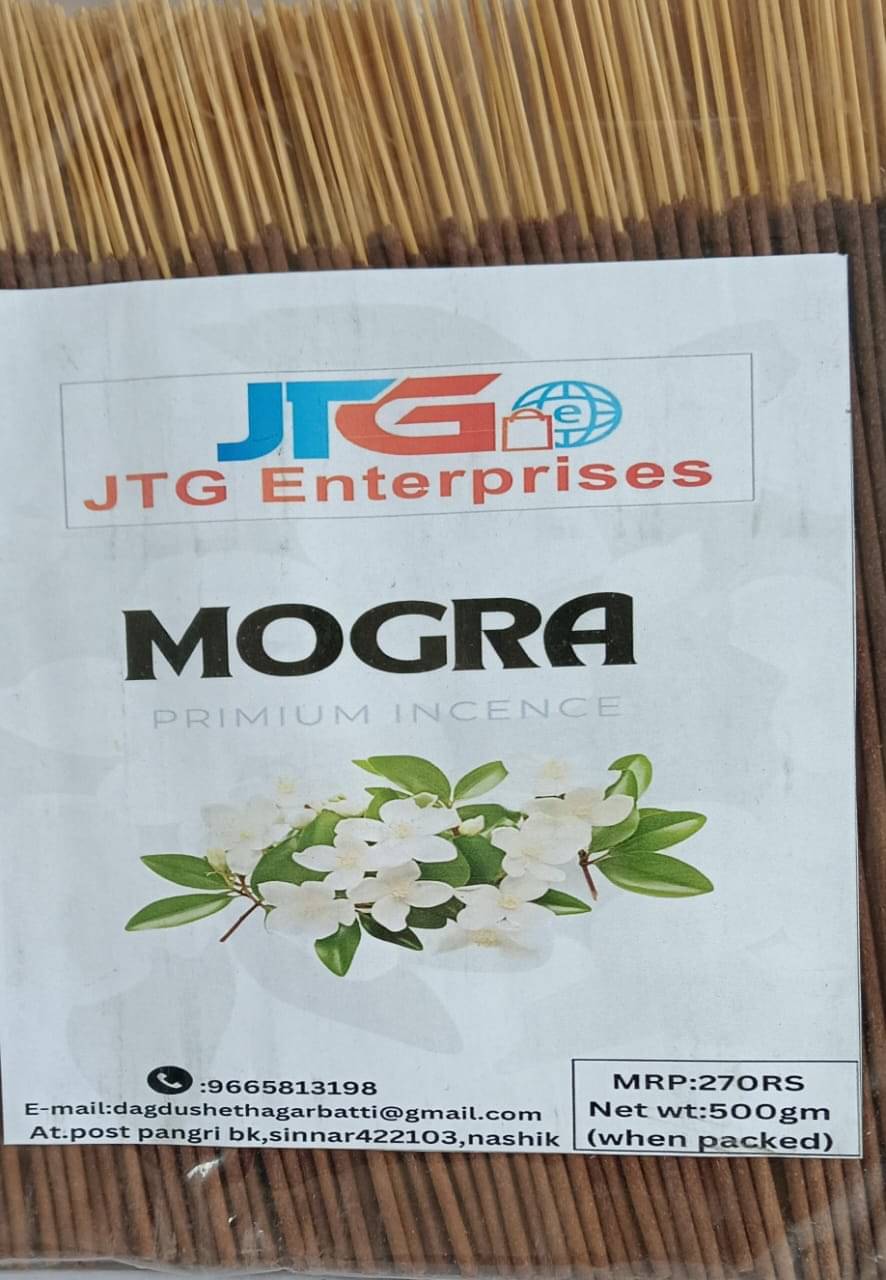 JTG e
JTG Enterprises
MOGRA
PRIMIUM INCENCE
:9665813198
E-mail:dagdushethagarbatti@gmail.com
At.post pangri bk,sinnar422103,nashik
MRP:270RS
Net wt:500gm
(when packed)